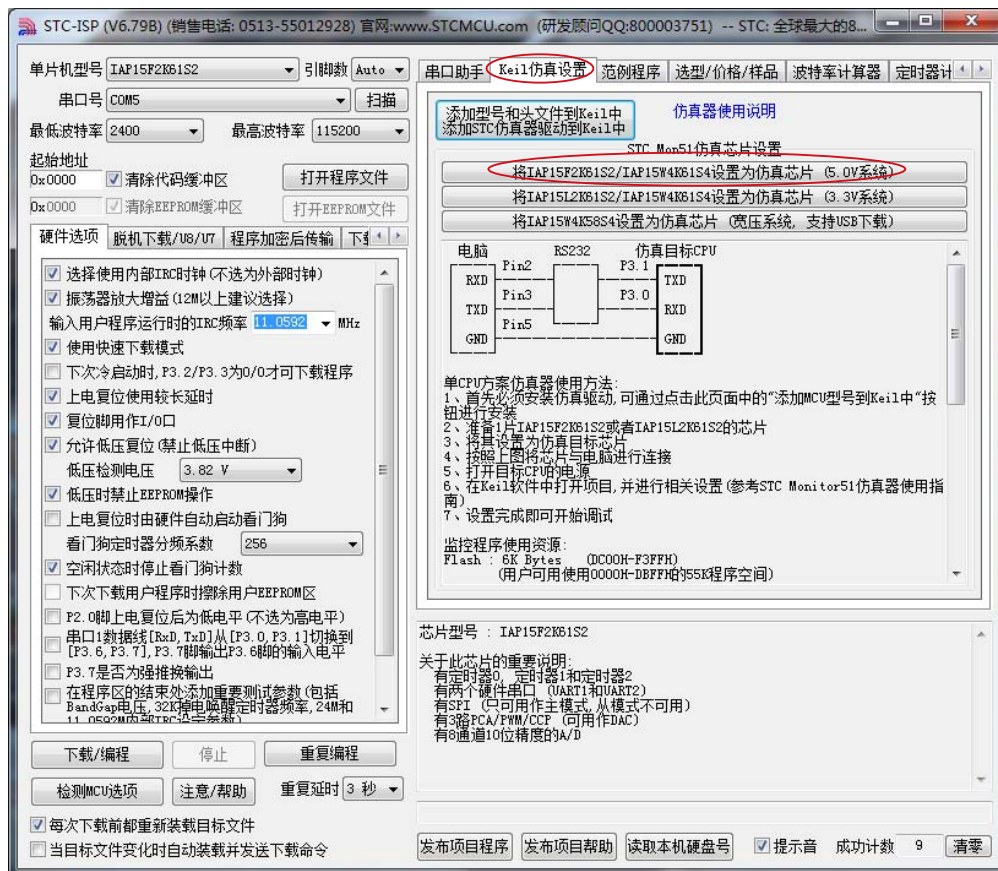 STC-ISP (V6.79B) (销售电话: 0513-55012928) 官网:www.STCMCU.com (研发顾问QQ:800003751) -- STC: 全球最大的8...
单片机型号 IAP15F2K61S2 引脚数 Auto
串口号 COM5 扫描
最低波特率 2400 最高波特率 115200
起始地址
0x0000 清除代码缓冲区 打开程序文件
0x0000 清除EEPROM缓冲区 打开EEPROM文件
硬件选项 脱机下载/U8/U7 程序加密后传输
选择使用内部IRC时钟(不选为外部时钟)
振荡器放大增益(12M以上建议选择)
输入用户程序运行时的IRC频率 11.0592 MHz
使用快速下载模式
下次冷启动时,P3.2/P3.3为0/0才可下载程序
上电复位使用较长延时
复位脚用作I/O口
允许低压复位(禁止低压中断)
低压检测电压 3.82 V
低压时禁止EEPROM操作
上电复位时由硬件自动启动看门狗
看门狗定时器分频系数 256
空闲状态时停止看门狗计数
下次下载用户程序时擦除用户EEPROM区
P2.0脚上电复位后为低电平(不选为高电平)
串口1数据线[RxD,TxD]从[P3.0,P3.1]切换到
[P3.6,P3.7],P3.7脚输出P3.6脚的输入电平
P3.7是否为强推挽输出
在程序区的结束处添加重要测试参数(包括
BandGap电压,32K掉电唤醒定时器频率,24M和
11.0592M内部IRC设定参数)
下载/编程 停止 重复编程
检测MCU选项 注意/帮助 重复延时 3 秒
每次下载前都重新装载目标文件
当目标文件变化时自动装载并发送下载命令
串口助手 Keil仿真设置 范例程序 选型/价格/样品 波特率计算器 定时器计
添加型号和头文件到Keil中
添加STC仿真器驱动到Keil中
仿真器使用说明
STC Mon51仿真芯片设置
将IAP15F2K61S2/IAP15W4K61S4设置为仿真芯片 (5.0V系统)
将IAP15L2K61S2/IAP15W4K61S4设置为仿真芯片 (3.3V系统)
将IAP15W4K58S4设置为仿真芯片 (宽压系统, 支持USB下载)
电脑 RS232 仿真目标CPU
Pin2 P3.1
RXD TXD
Pin3 P3.0
TXD RXD
Pin5
GND GND
单CPU方案仿真器使用方法:
1、首先必须安装仿真驱动,可通过点击此页面中的"添加MCU型号到Keil中"按
钮进行安装
2、准备1片IAP15F2K61S2或者IAP15L2K61S2的芯片
3、将其设置为仿真目标芯片
4、按照上图将芯片与电脑进行连接
5、打开目标CPU的电源
6、在Keil软件中打开项目,并进行相关设置(参考STC Monitor51仿真器使用指
南)
7、设置完成即可开始调试
监控程序使用资源:
Flash : 6K Bytes (DC00H-F3FFH)
(用户可用使用0000H-DBFFH的55K程序空间)
芯片型号 : IAP15F2K61S2
关于此芯片的重要说明:
有定时器0, 定时器1和定时器2
有两个硬件串口 (UART1和UART2)
有SPI (只可用作主模式,从模式不可用)
有3路PCA/PWM/CCP (可用作DAC)
有8通道10位精度的A/D
发布项目程序 发布项目帮助 读取本机硬盘号 提示音 成功计数 9 清零